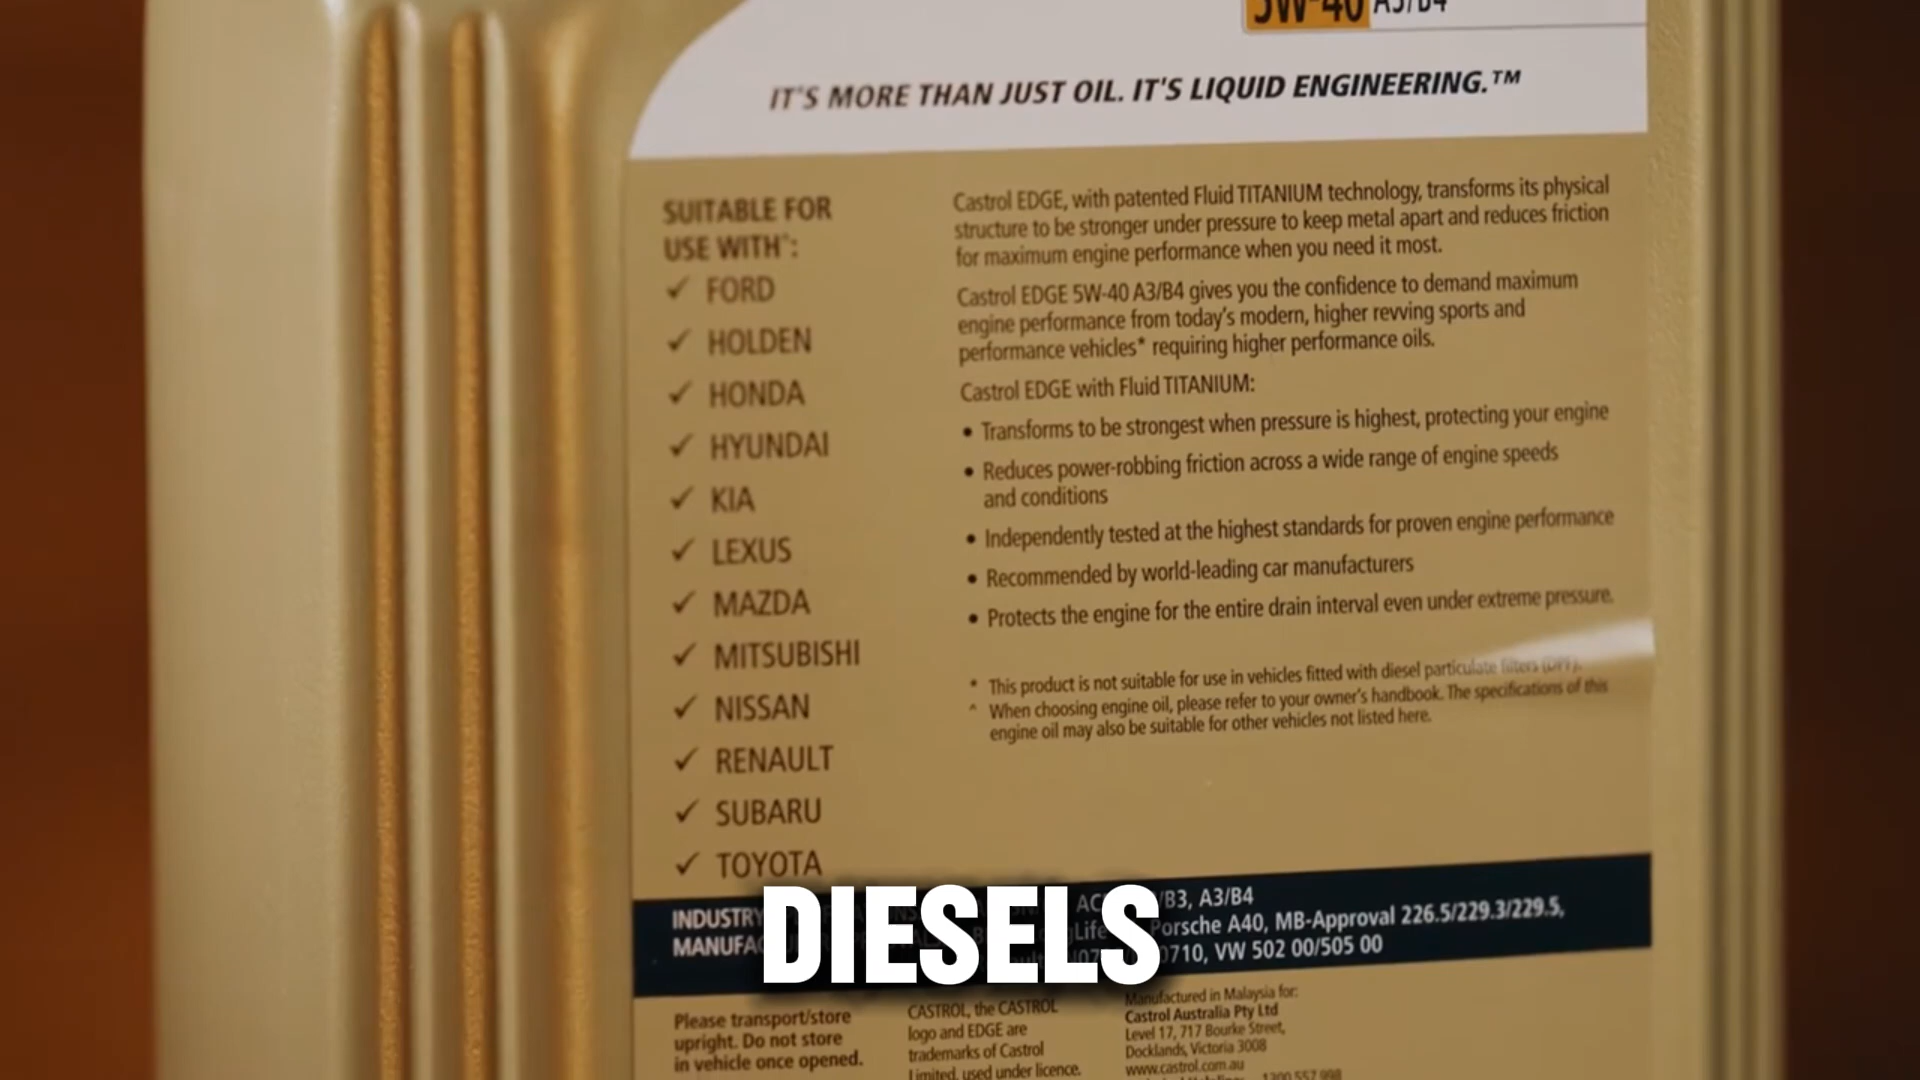 5W-40 A3/B4
IT'S MORE THAN JUST OIL. IT'S LIQUID ENGINEERING.™
SUITABLE FOR
USE WITH^:
✓ FORD
✓ HOLDEN
✓ HONDA
✓ HYUNDAI
✓ KIA
✓ LEXUS
✓ MAZDA
✓ MITSUBISHI
✓ NISSAN
✓ RENAULT
✓ SUBARU
✓ TOYOTA
Castrol EDGE, with patented Fluid TITANIUM technology, transforms its physical
structure to be stronger under pressure to keep metal apart and reduces friction
for maximum engine performance when you need it most.
Castrol EDGE 5W-40 A3/B4 gives you the confidence to demand maximum
engine performance from today's modern, higher revving sports and
performance vehicles* requiring higher performance oils.
Castrol EDGE with Fluid TITANIUM:
• Transforms to be strongest when pressure is highest, protecting your engine
• Reduces power-robbing friction across a wide range of engine speeds
and conditions
• Independently tested at the highest standards for proven engine performance
• Recommended by world-leading car manufacturers
• Protects the engine for the entire drain interval even under extreme pressure.
* This product is not suitable for use in vehicles fitted with diesel particulate filters (DPF).
^ When choosing engine oil, please refer to your owner's handbook. The specifications of this
engine oil may also be suitable for other vehicles not listed here.
INDUSTRY /B3, A3/B4
Porsche A40, MB-Approval 226.5/229.3/229.5,
0710, VW 502 00/505 00
DIESELS
Please transport/store
upright. Do not store
in vehicle once opened.
CASTROL, the CASTROL
logo and EDGE are
trademarks of Castrol
Limited, used under licence.
Manufactured in Malaysia for:
Castrol Australia Pty Ltd
Level 17, 717 Bourke Street,
Docklands, Victoria 3008
www.castrol.com.au
1300 557 998